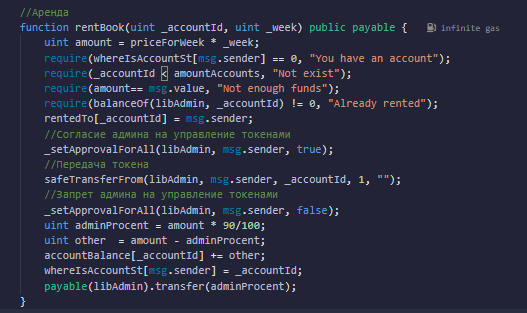 //Аренда
function rentBook(uint _accountId, uint _week) public payable { infinite gas
uint amount = priceForWeek * _week;
require(whereIsAccountSt[msg.sender] == 0, "You have an account");
require(_accountId < amountAccounts, "Not exist");
require(amount== msg.value, "Not enough funds");
require(balanceOf(libAdmin, _accountId) != 0, "Already rented");
rentedTo[_accountId] = msg.sender;
//Согласие админа на управление токенами
_setApprovalForAll(libAdmin, msg.sender, true);
//Передача токена
safeTransferFrom(libAdmin, msg.sender, _accountId, 1, "");
//Запрет админа на управление токенами
_setApprovalForAll(libAdmin, msg.sender, false);
uint adminProcent = amount * 90/100;
uint other  = amount - adminProcent;
accountBalance[_accountId] += other;
whereIsAccountSt[msg.sender] = _accountId;
payable(libAdmin).transfer(adminProcent);
}